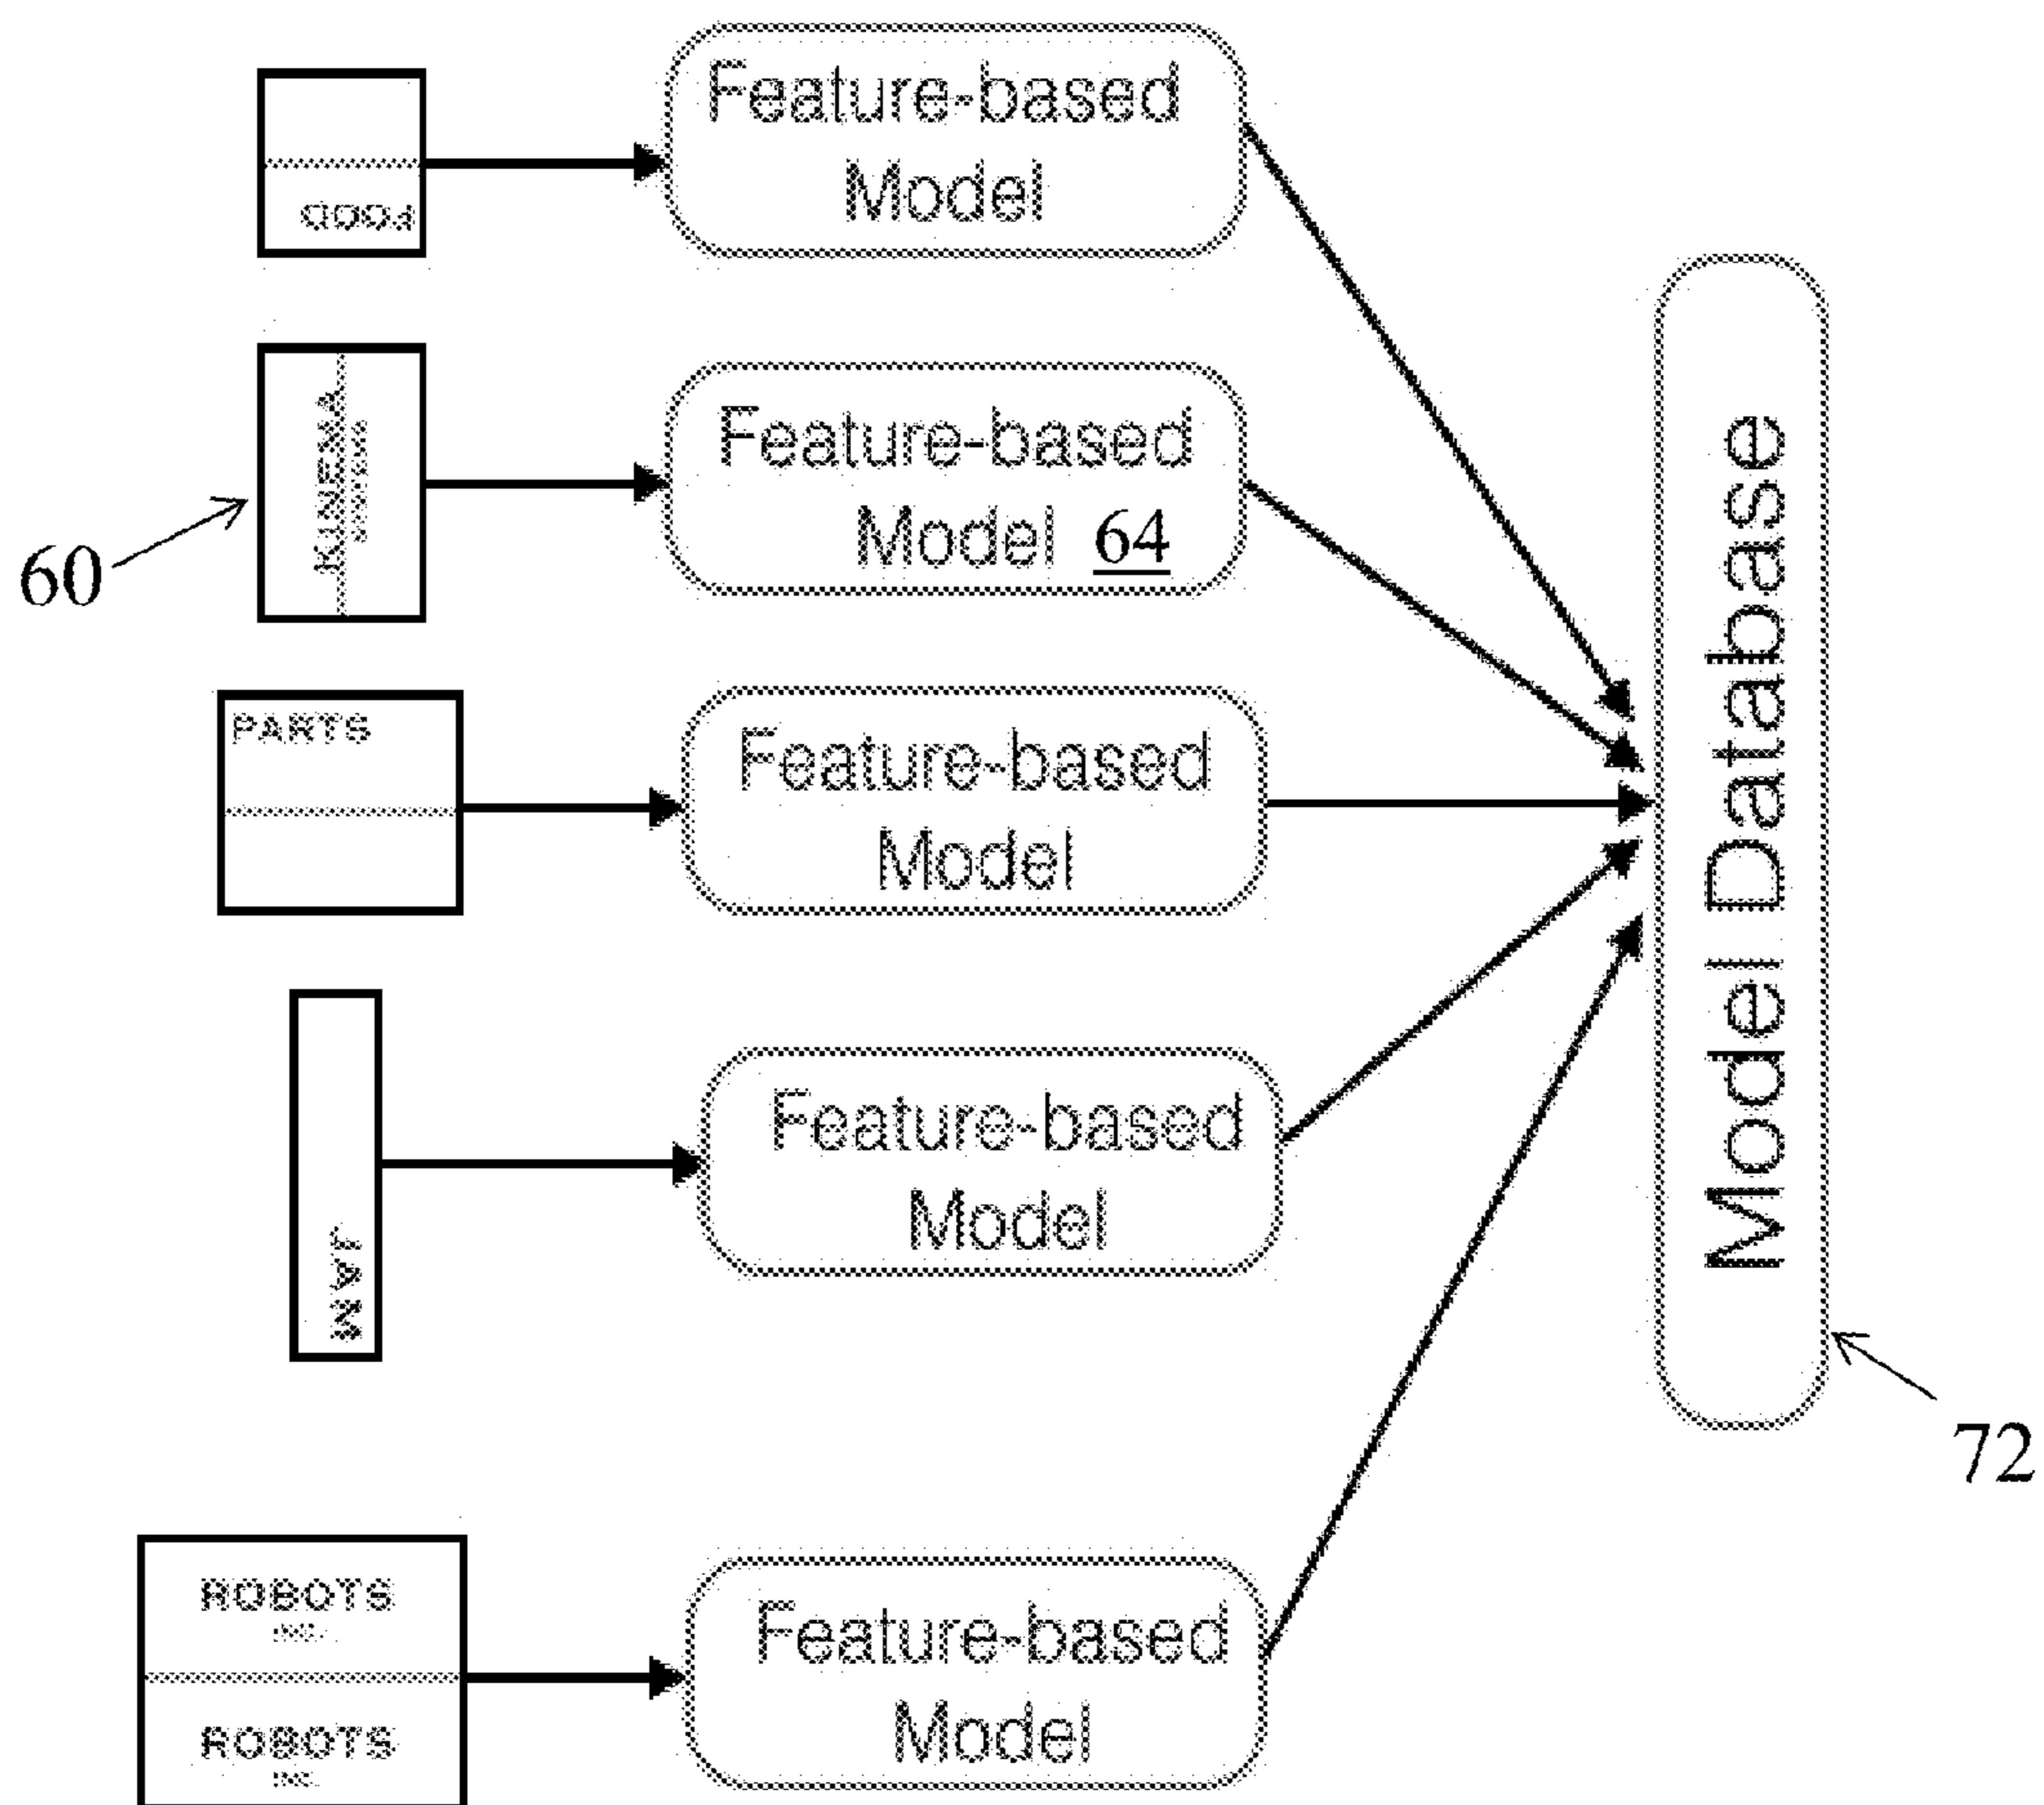 Feature-based
Model
FOOD
KINEMA
Feature-based
Model 64
60
PARTS
Feature-based
Model
Feature-based
Model
JAN
Model Database
72
ROBOTS
INC.
ROBOTS
INC.
Feature-based
Model